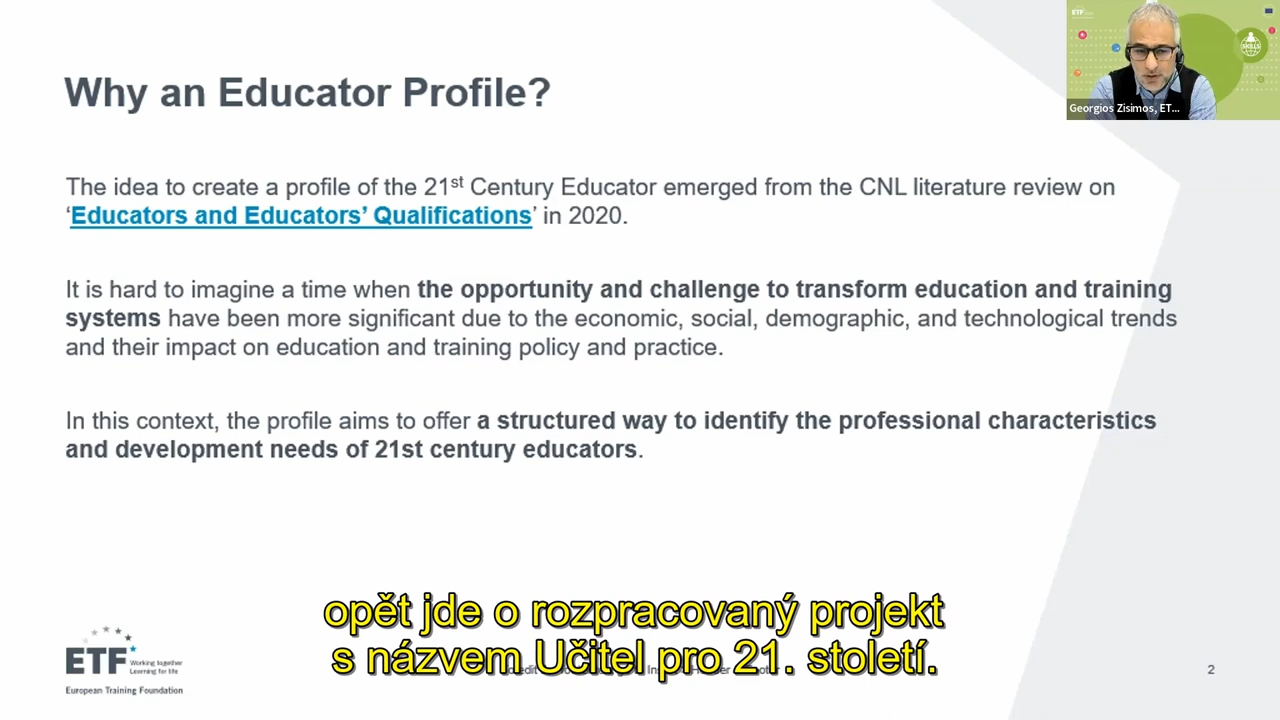 ETF
SKILLS
Georgios Zisimos, ET...
Why an Educator Profile?
The idea to create a profile of the 21st Century Educator emerged from the CNL literature review on
‘Educators and Educators’ Qualifications’ in 2020.
It is hard to imagine a time when the opportunity and challenge to transform education and training
systems have been more significant due to the economic, social, demographic, and technological trends
and their impact on education and training policy and practice.
In this context, the profile aims to offer a structured way to identify the professional characteristics
and development needs of 21st century educators.
opět jde o rozpracovaný projekt
s názvem Učitel pro 21. století.
ETF
Working together
Learning for life
European Training Foundation
2